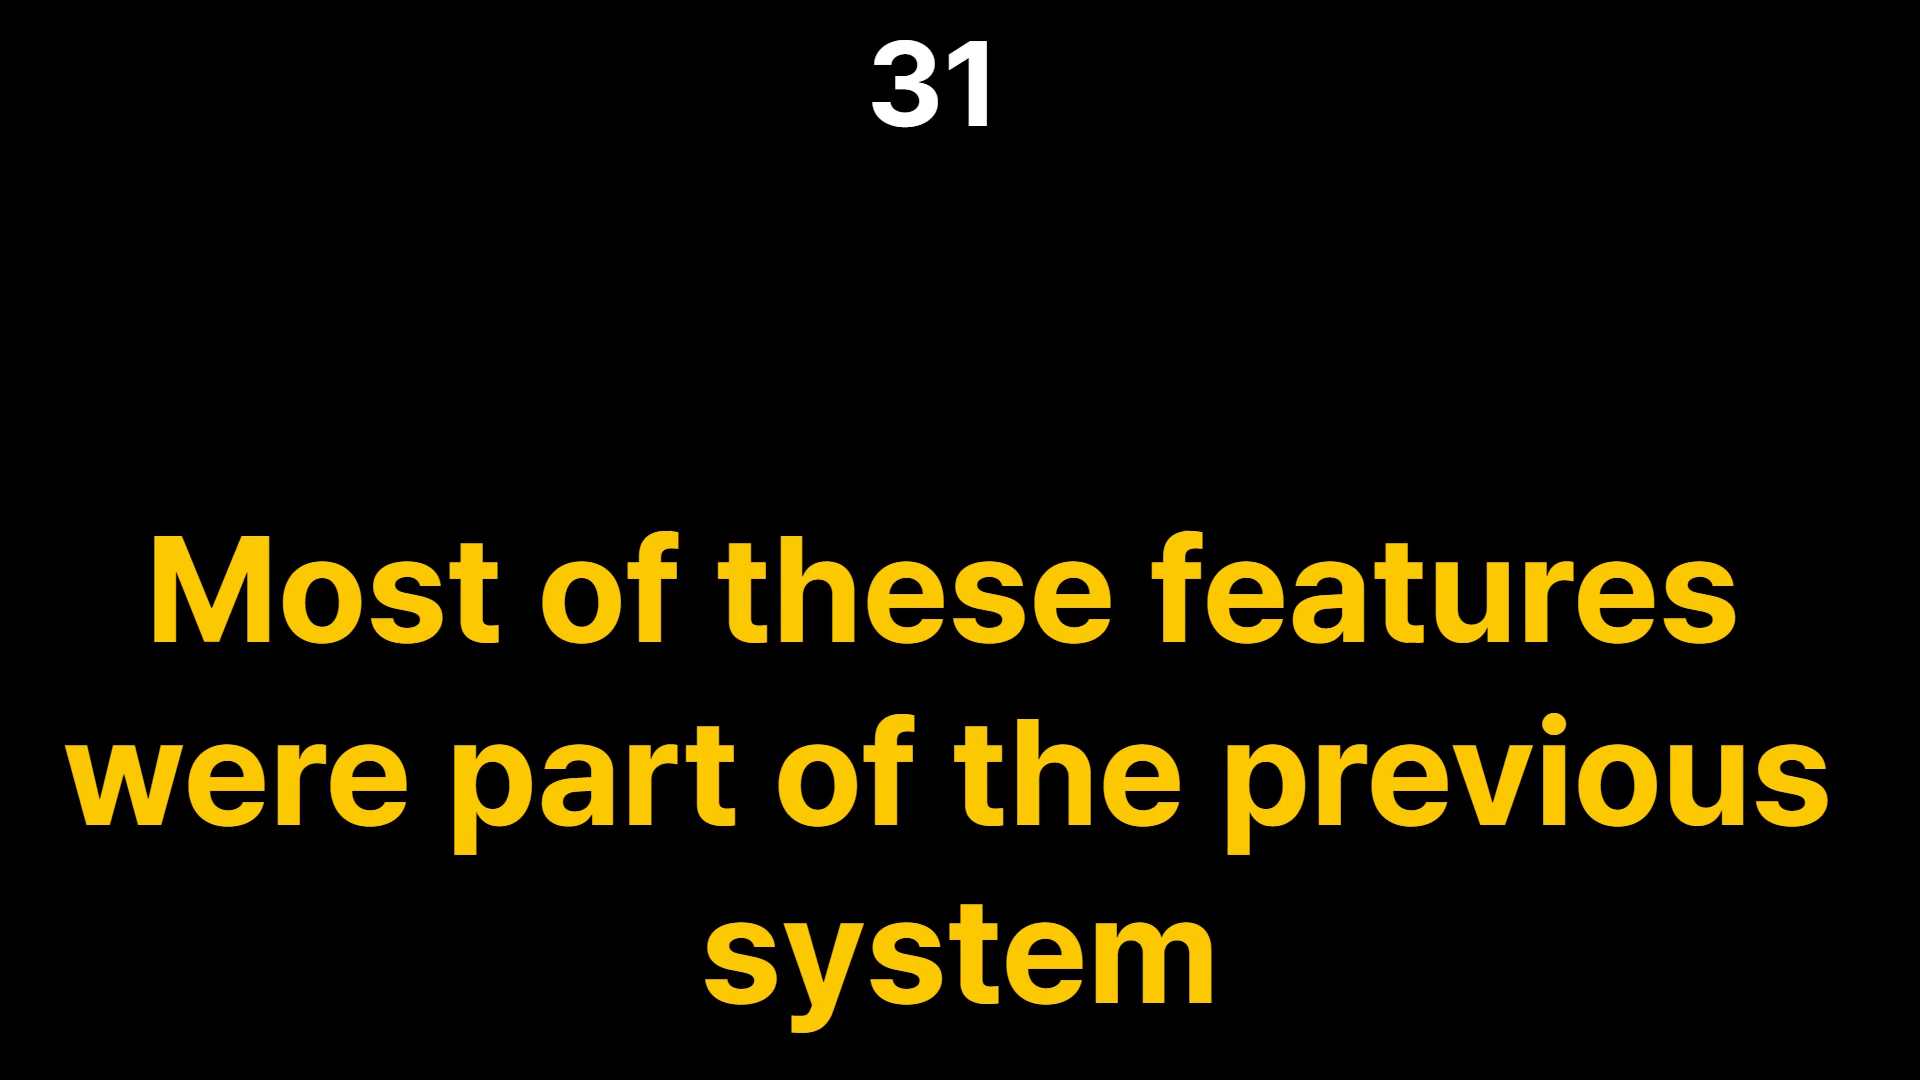 31
Most of these features
were part of the previous
system